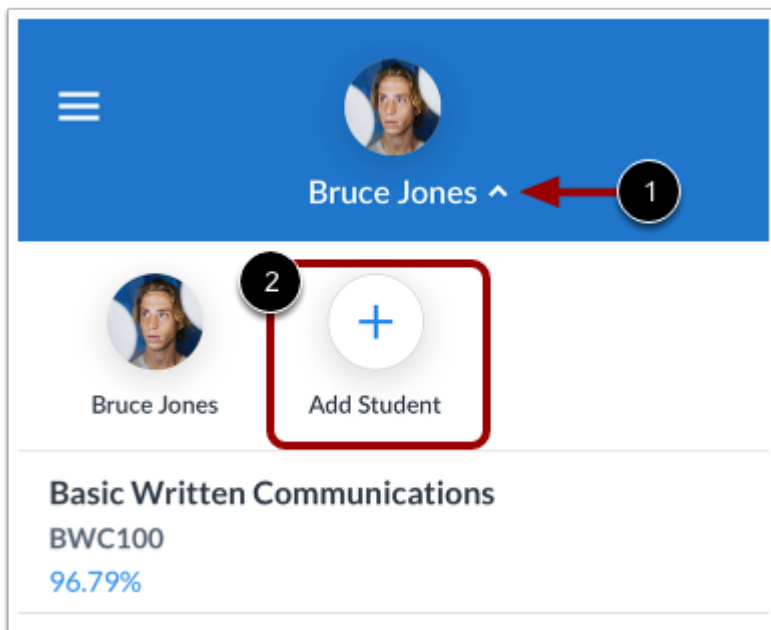 Bruce Jones
1
2
Bruce Jones
Add Student
Basic Written Communications
BWC100
96.79%